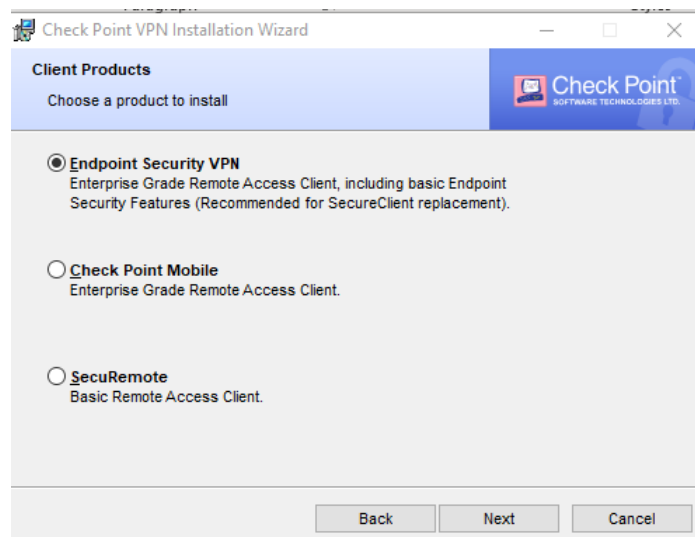 Check Point VPN Installation Wizard
Client Products
Choose a product to install
Check Point™
SOFTWARE TECHNOLOGIES LTD.
Endpoint Security VPN
Enterprise Grade Remote Access Client, including basic Endpoint
Security Features (Recommended for SecureClient replacement).
Check Point Mobile
Enterprise Grade Remote Access Client.
SecuRemote
Basic Remote Access Client.
Back
Next
Cancel